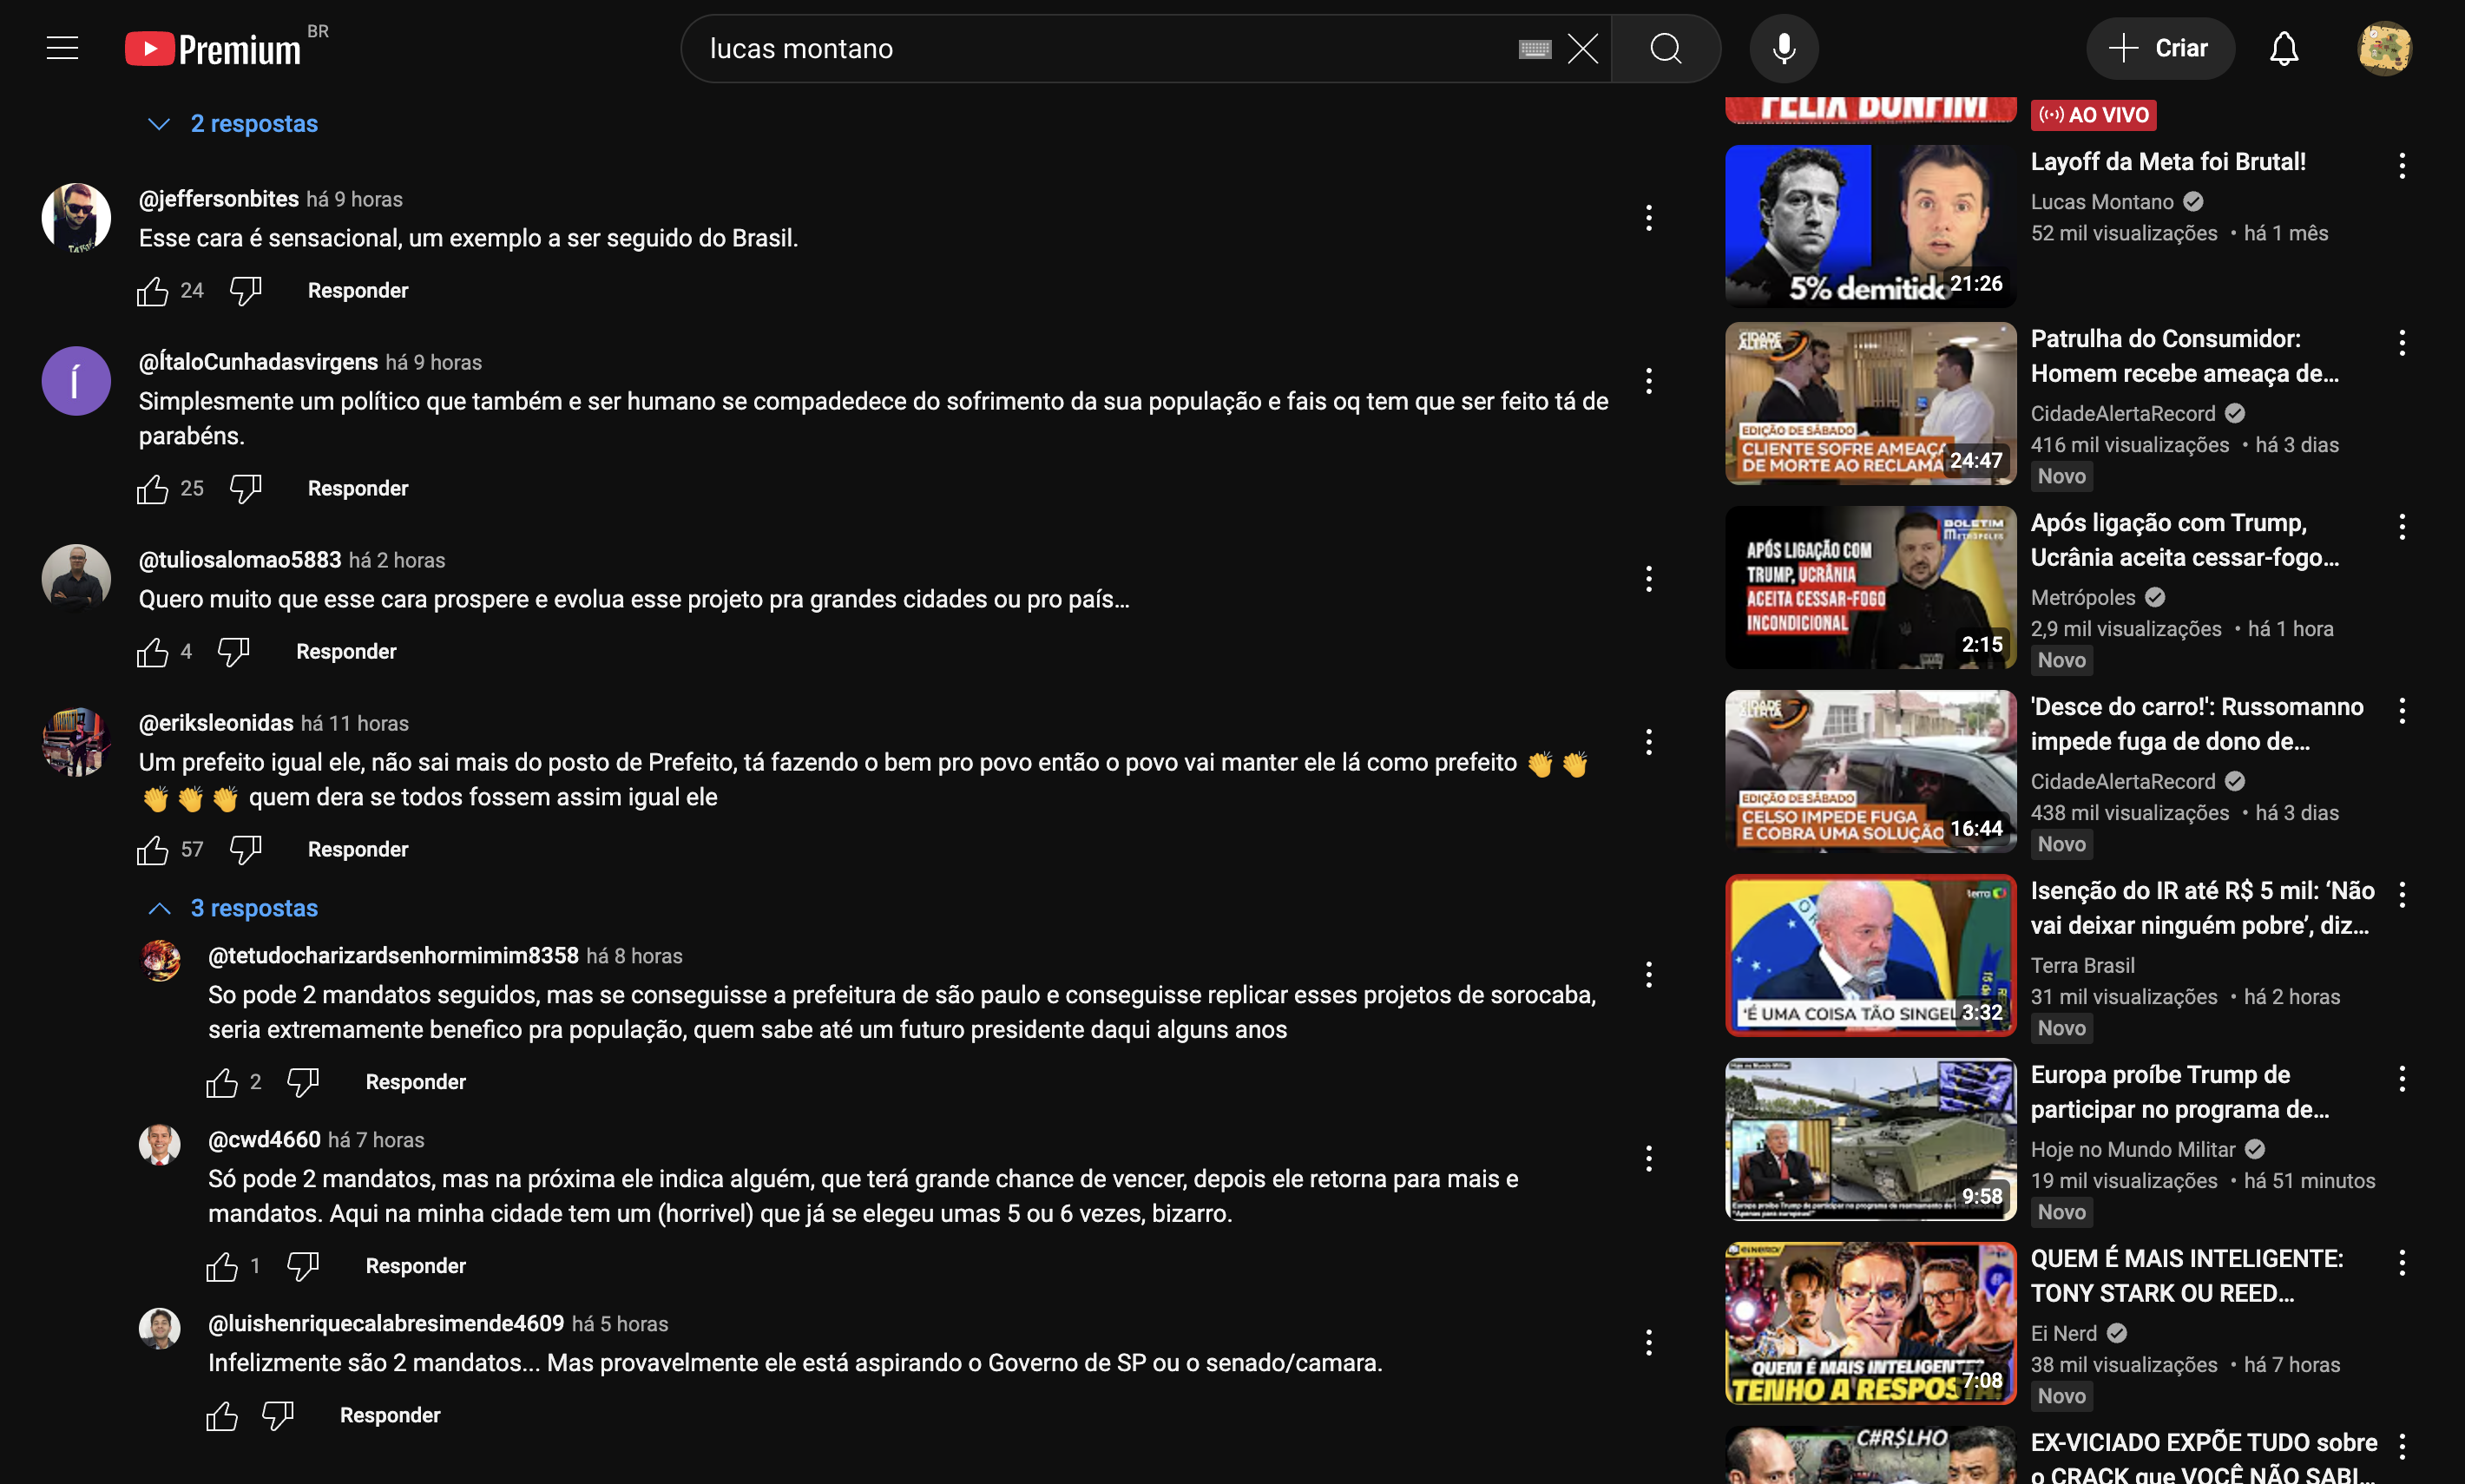 Premium BR
lucas montano
Criar
2 respostas
@jeffersonbites há 9 horas
Esse cara é sensacional, um exemplo a ser seguido do Brasil.
24 Responder
Í
@ÍtaloCunhadasvirgens há 9 horas
Simplesmente um político que também e ser humano se compadedece do sofrimento da sua população e fais oq tem que ser feito tá de
parabéns.
25 Responder
@tuliosalomao5883 há 2 horas
Quero muito que esse cara prospere e evolua esse projeto pra grandes cidades ou pro país...
4 Responder
@eriksleonidas há 11 horas
Um prefeito igual ele, não sai mais do posto de Prefeito, tá fazendo o bem pro povo então o povo vai manter ele lá como prefeito 👏 👏
👏 👏 👏 quem dera se todos fossem assim igual ele
57 Responder
3 respostas
@tetudocharizardsenhormimim8358 há 8 horas
So pode 2 mandatos seguidos, mas se conseguisse a prefeitura de são paulo e conseguisse replicar esses projetos de sorocaba,
seria extremamente benefico pra população, quem sabe até um futuro presidente daqui alguns anos
2 Responder
@cwd4660 há 7 horas
Só pode 2 mandatos, mas na próxima ele indica alguém, que terá grande chance de vencer, depois ele retorna para mais e
mandatos. Aqui na minha cidade tem um (horrivel) que já se elegeu umas 5 ou 6 vezes, bizarro.
1 Responder
@luishenriquecalabresimende4609 há 5 horas
Infelizmente são 2 mandatos... Mas provavelmente ele está aspirando o Governo de SP ou o senado/camara.
Responder
FELIX BONFIM
AO VIVO
5% demitido
21:26
Layoff da Meta foi Brutal!
Lucas Montano
52 mil visualizações • há 1 mês
CIDADE
ALERTA
EDIÇÃO DE SÁBADO
CLIENTE SOFRE AMEAÇA
DE MORTE AO RECLAMA
24:47
Patrulha do Consumidor:
Homem recebe ameaça de...
CidadeAlertaRecord
416 mil visualizações • há 3 dias
Novo
BOLETIM
METRÓPOLES
APÓS LIGAÇÃO COM
TRUMP, UCRÂNIA
ACEITA CESSAR-FOGO
INCONDICIONAL
2:15
Após ligação com Trump,
Ucrânia aceita cessar-fogo...
Metrópoles
2,9 mil visualizações • há 1 hora
Novo
CIDADE
ALERTA
EDIÇÃO DE SÁBADO
CELSO IMPEDE FUGA
E COBRA UMA SOLUÇÃO
16:44
'Desce do carro!': Russomanno
impede fuga de dono de...
CidadeAlertaRecord
438 mil visualizações • há 3 dias
Novo
terra
'É UMA COISA TÃO SINGEL
3:32
Isenção do IR até R$ 5 mil: ‘Não
vai deixar ninguém pobre’, diz...
Terra Brasil
31 mil visualizações • há 2 horas
Novo
Hoje no Mundo Militar
9:58
Europa proíbe Trump de
participar no programa de...
Hoje no Mundo Militar
19 mil visualizações • há 51 minutos
Novo
ei nerd
QUEM É MAIS INTELIGENTE?
TENHO A RESPOSTA!
7:08
QUEM É MAIS INTELIGENTE:
TONY STARK OU REED...
Ei Nerd
38 mil visualizações • há 7 horas
Novo
C#R$LHO
EX-VICIADO EXPÕE TUDO sobre
o CRACK que VOCÊ NÃO SABI...